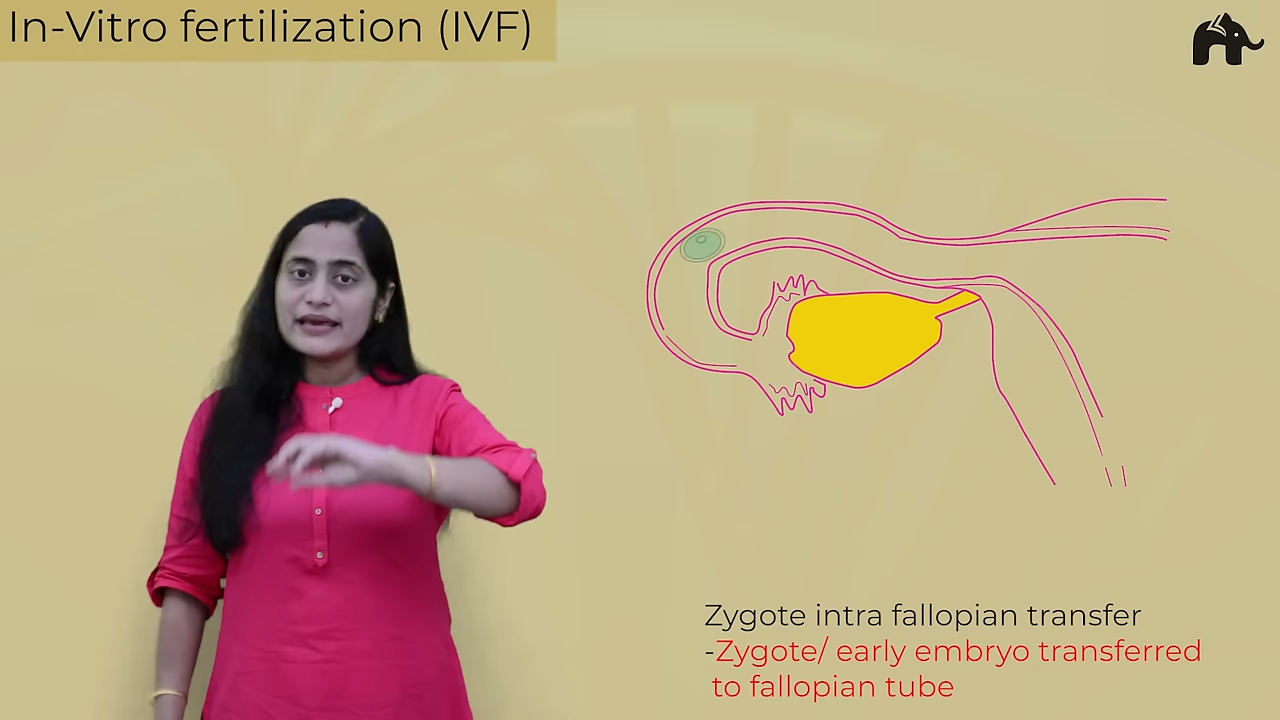 In-Vitro fertilization (IVF)
Zygote intra fallopian transfer
-Zygote/ early embryo transferred
to fallopian tube